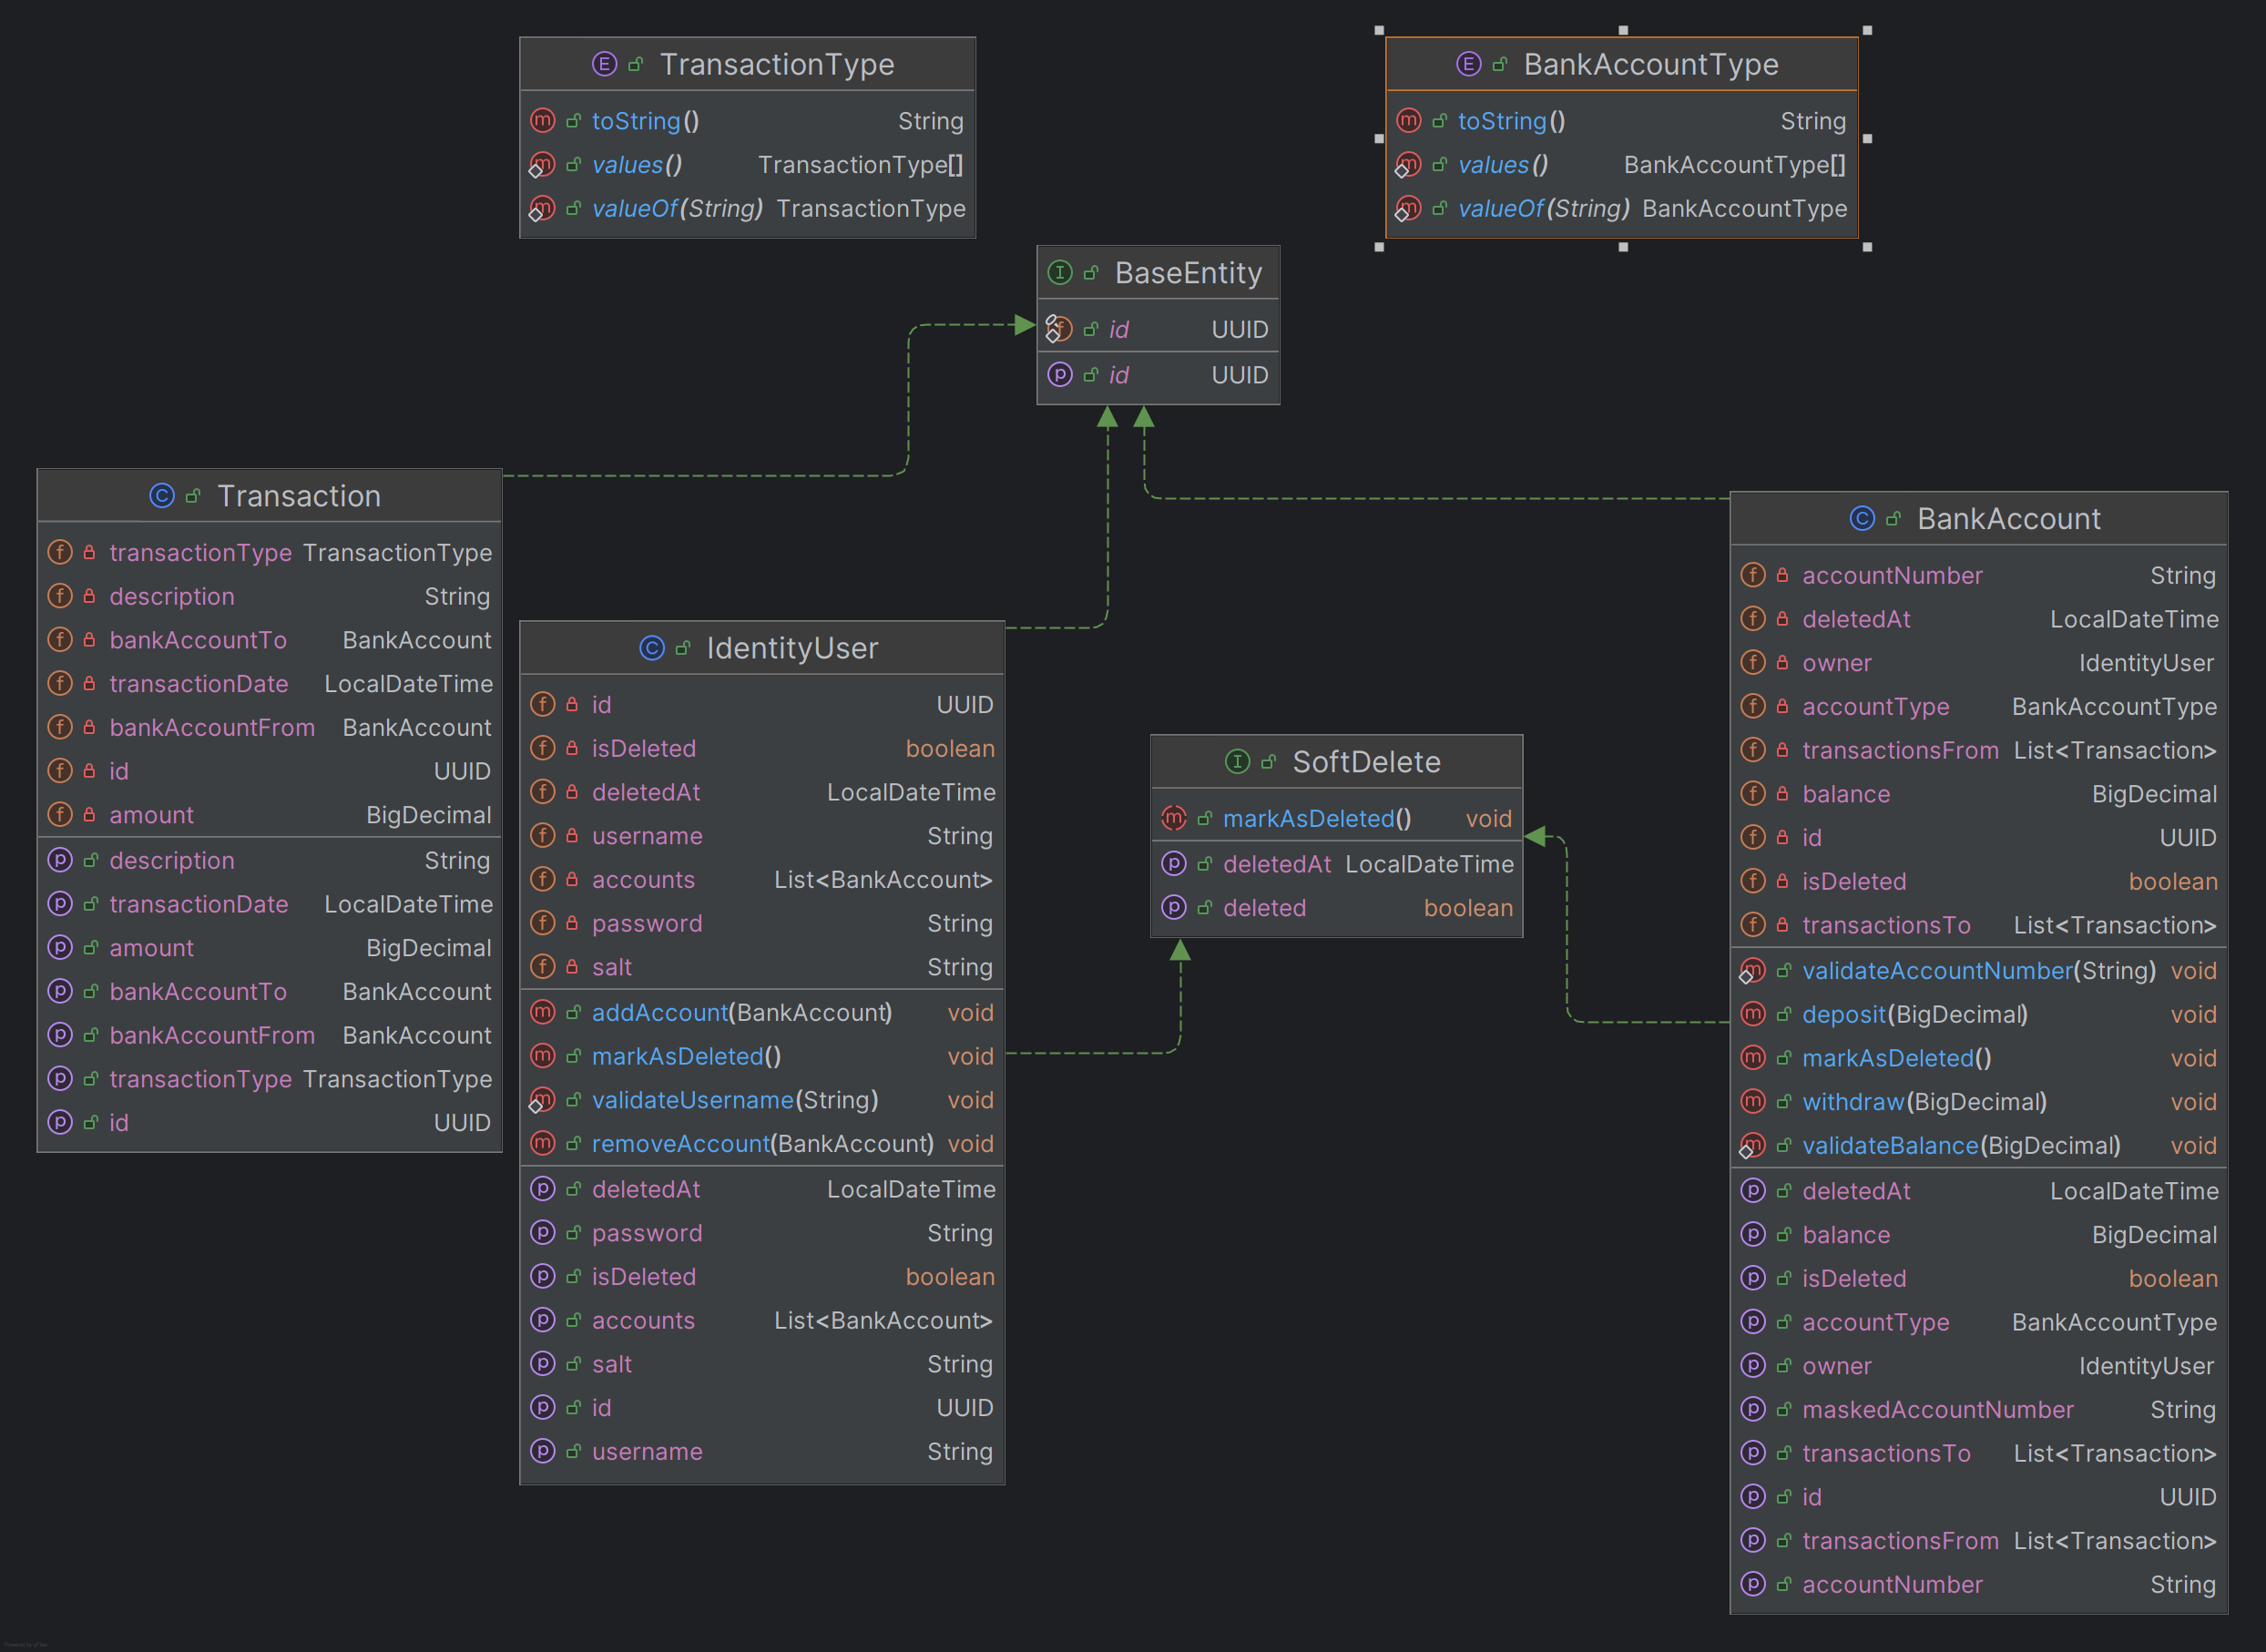 TransactionType
toString() String
values() TransactionType[]
valueOf(String) TransactionType
BankAccountType
toString() String
values() BankAccountType[]
valueOf(String) BankAccountType
BaseEntity
id UUID
id UUID
Transaction
transactionType TransactionType
description String
bankAccountTo BankAccount
transactionDate LocalDateTime
bankAccountFrom BankAccount
id UUID
amount BigDecimal
description String
transactionDate LocalDateTime
amount BigDecimal
bankAccountTo BankAccount
bankAccountFrom BankAccount
transactionType TransactionType
id UUID
IdentityUser
id UUID
isDeleted boolean
deletedAt LocalDateTime
username String
accounts List<BankAccount>
password String
salt String
addAccount(BankAccount) void
markAsDeleted() void
validateUsername(String) void
removeAccount(BankAccount) void
deletedAt LocalDateTime
password String
isDeleted boolean
accounts List<BankAccount>
salt String
id UUID
username String
SoftDelete
markAsDeleted() void
deletedAt LocalDateTime
deleted boolean
BankAccount
accountNumber String
deletedAt LocalDateTime
owner IdentityUser
accountType BankAccountType
transactionsFrom List<Transaction>
balance BigDecimal
id UUID
isDeleted boolean
transactionsTo List<Transaction>
validateAccountNumber(String) void
deposit(BigDecimal) void
markAsDeleted() void
withdraw(BigDecimal) void
validateBalance(BigDecimal) void
deletedAt LocalDateTime
balance BigDecimal
isDeleted boolean
accountType BankAccountType
owner IdentityUser
maskedAccountNumber String
transactionsTo List<Transaction>
id UUID
transactionsFrom List<Transaction>
accountNumber String